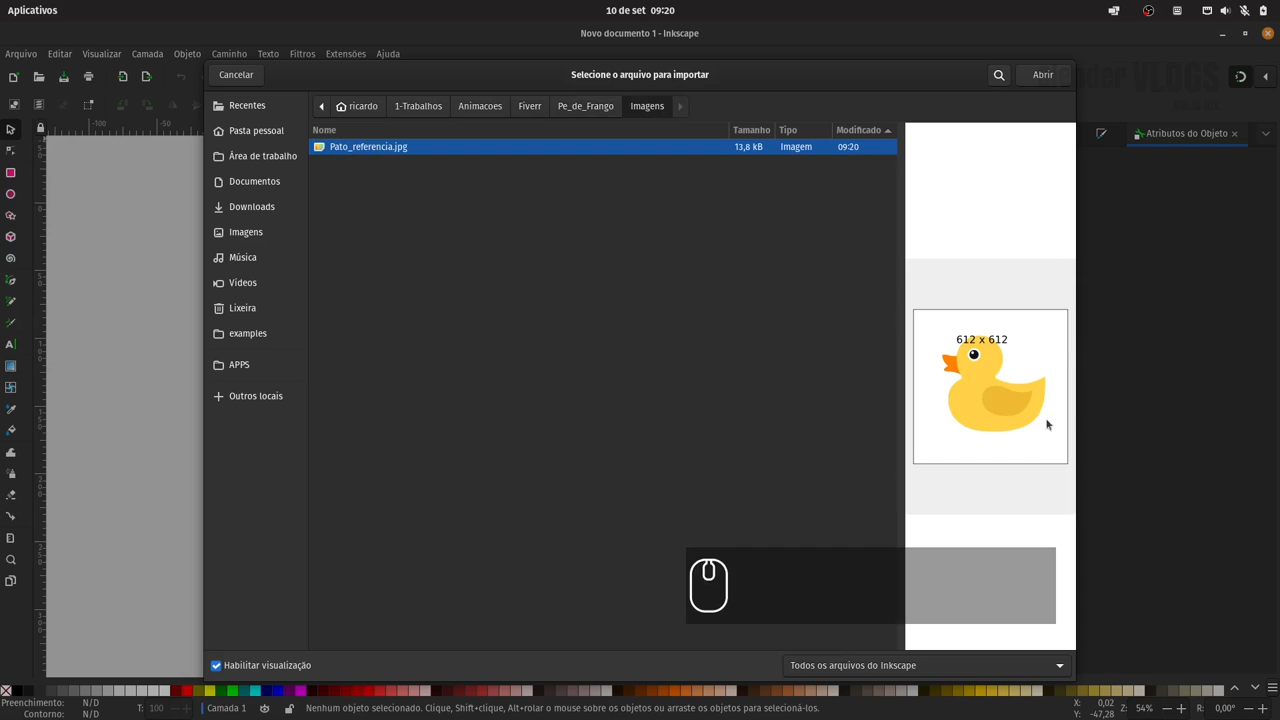 Aplicativos
10 de set 09:20
Novo documento 1 - Inkscape
Arquivo Editar Visualizar Camada Objeto Caminho Texto Filtros Extensões Ajuda
Cancelar
Selecione o arquivo para importar
Abrir
VLOGS
Recentes
ricardo 1-Trabalhos Animacoes Fiverr Pe_de_Frango Imagens
Pasta pessoal
Nome Tamanho Tipo Modificado
Atributos do Objeto
Pato_referencia.jpg 13,8 kB Imagem 09:20
Área de trabalho
Documentos
Downloads
Imagens
Música
Vídeos
Lixeira
examples
APPS
Outros locais
612 x 612
Habilitar visualização
Todos os arquivos do Inkscape
Preenchimento: N/D
Contorno: N/D
T: 100
Camada 1
Nenhum objeto selecionado. Clique, Shift+clique, Alt+rolar o mouse sobre os objetos ou arraste os objetos para selecioná-los.
X: 0,02
Y: -47,28
Z: 54%
R: 0,00°